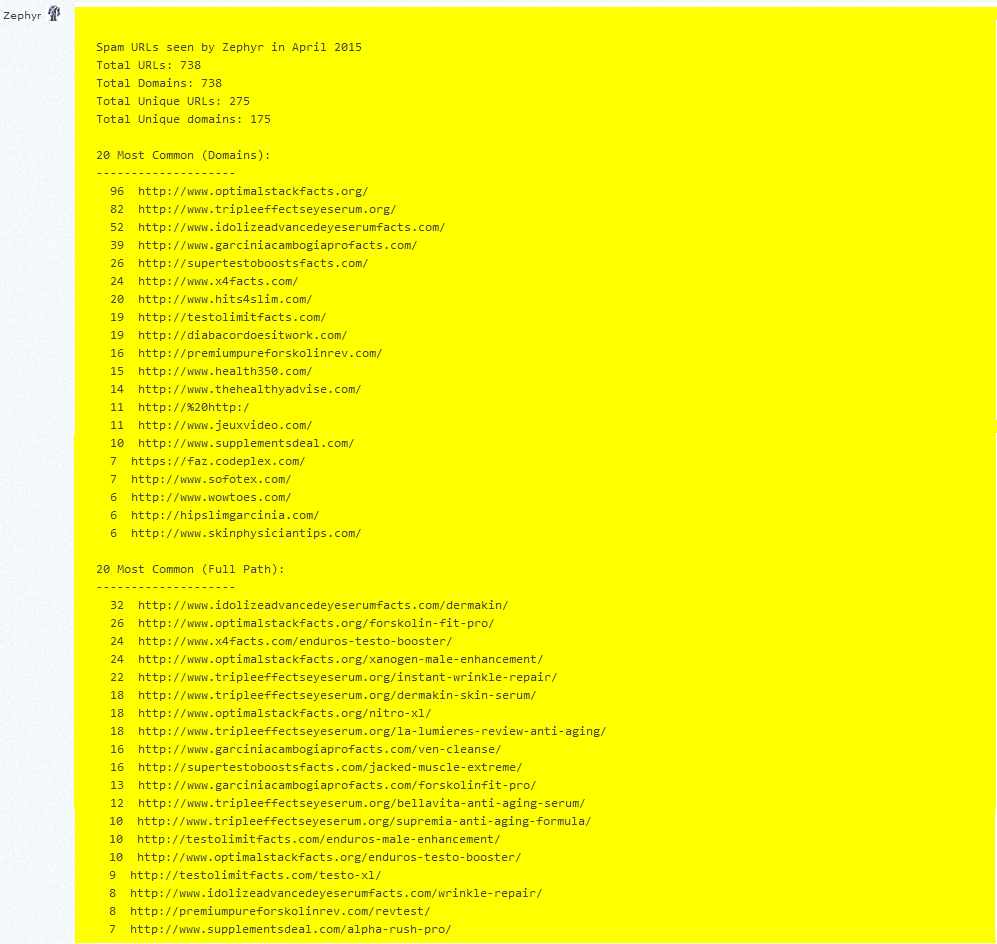 Zephyr
Spam URLs seen by Zephyr in April 2015
Total URLs: 738
Total Domains: 738
Total Unique URLs: 275
Total Unique domains: 175
20 Most Common (Domains):
--------------------
96 http://www.optimalstackfacts.org/
82 http://www.tripleeffectseyeserum.org/
52 http://www.idolizeadvancedeyeserumfacts.com/
39 http://www.garciniacambogiaprofacts.com/
26 http://supertestoboostsfacts.com/
24 http://www.x4facts.com/
20 http://www.hits4slim.com/
19 http://testolimitfacts.com/
19 http://diabacordoesitwork.com/
16 http://premiumpureforskolinrev.com/
15 http://www.health350.com/
14 http://www.thehealthyadvise.com/
11 http://%20http:/
11 http://www.jeuxvideo.com/
10 http://www.supplementsdeal.com/
7 https://faz.codeplex.com/
7 http://www.sofotex.com/
6 http://www.wowtoes.com/
6 http://hipslimgarcinia.com/
6 http://www.skinphysiciantips.com/
20 Most Common (Full Path):
--------------------
32 http://www.idolizeadvancedeyeserumfacts.com/dermakin/
26 http://www.optimalstackfacts.org/forskolin-fit-pro/
24 http://www.x4facts.com/enduros-testo-booster/
24 http://www.optimalstackfacts.org/xanogen-male-enhancement/
22 http://www.tripleeffectseyeserum.org/instant-wrinkle-repair/
18 http://www.tripleeffectseyeserum.org/dermakin-skin-serum/
18 http://www.optimalstackfacts.org/nitro-xl/
18 http://www.tripleeffectseyeserum.org/la-lumieres-review-anti-aging/
16 http://www.garciniacambogiaprofacts.com/ven-cleanse/
16 http://supertestoboostsfacts.com/jacked-muscle-extreme/
13 http://www.garciniacambogiaprofacts.com/forskolinfit-pro/
12 http://www.tripleeffectseyeserum.org/bellavita-anti-aging-serum/
10 http://www.tripleeffectseyeserum.org/supremia-anti-aging-formula/
10 http://testolimitfacts.com/enduros-male-enhancement/
10 http://www.optimalstackfacts.org/enduros-testo-booster/
9 http://testolimitfacts.com/testo-xl/
8 http://www.idolizeadvancedeyeserumfacts.com/wrinkle-repair/
8 http://premiumpureforskolinrev.com/revtest/
7 http://www.supplementsdeal.com/alpha-rush-pro/